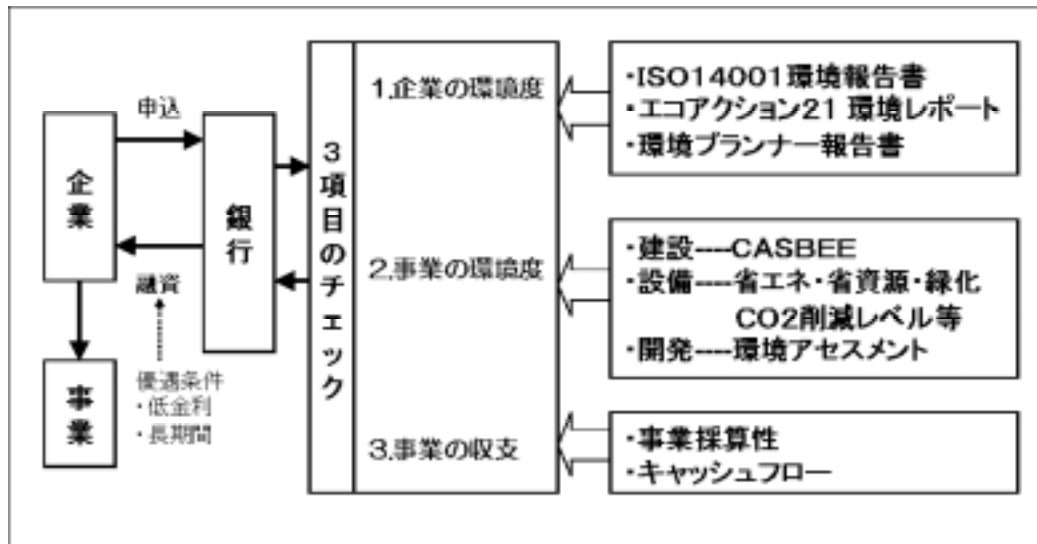 申込
企業
銀行
融資
優遇条件
・低金利
・長期間
事業
3項目のチェック
1.企業の環境度
・ISO14001環境報告書
・エコアクション21 環境レポート
・環境プランナー報告書
2.事業の環境度
・建設----CASBEE
・設備----省エネ・省資源・緑化
CO2削減レベル等
・開発----環境アセスメント
3.事業の収支
・事業採算性
・キャッシュフロー